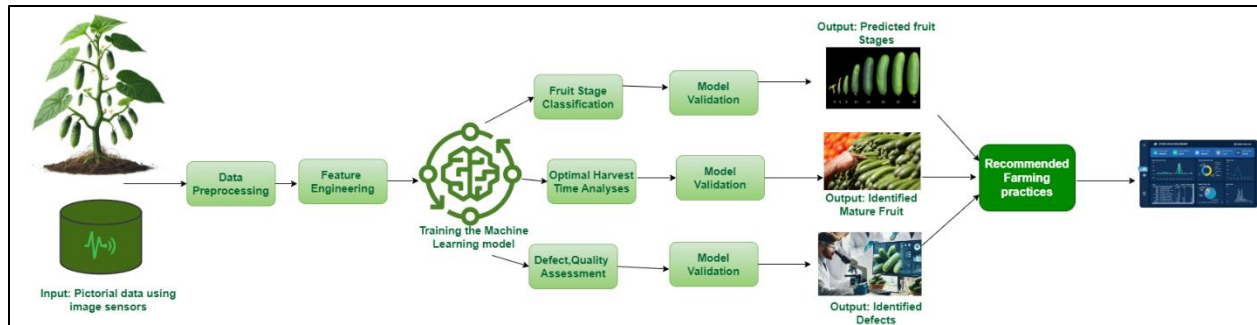 Input: Pictorial data using
image sensors
Data
Preprocessing
Feature
Engineering
Training the Machine
Learning model
Fruit Stage
Classification
Model
Validation
Output: Predicted fruit
Stages
Optimal Harvest
Time Analyses
Model
Validation
Output: Identified
Mature Fruit
Defect,Quality
Assessment
Model
Validation
Output: Identified
Defects
Recommended
Farming
practices